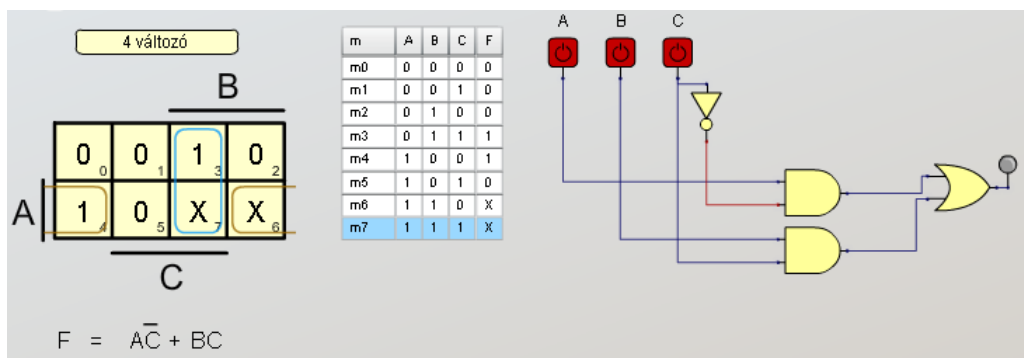 4 változó
B
0 0 0 1 1 3 0 2
A
1 4 0 5 X 7 X 6
C
F = AC̅ + BC
m A B C F
m0 0 0 0 0
m1 0 0 1 0
m2 0 1 0 0
m3 0 1 1 1
m4 1 0 0 1
m5 1 0 1 0
m6 1 1 0 X
m7 1 1 1 X
A B C